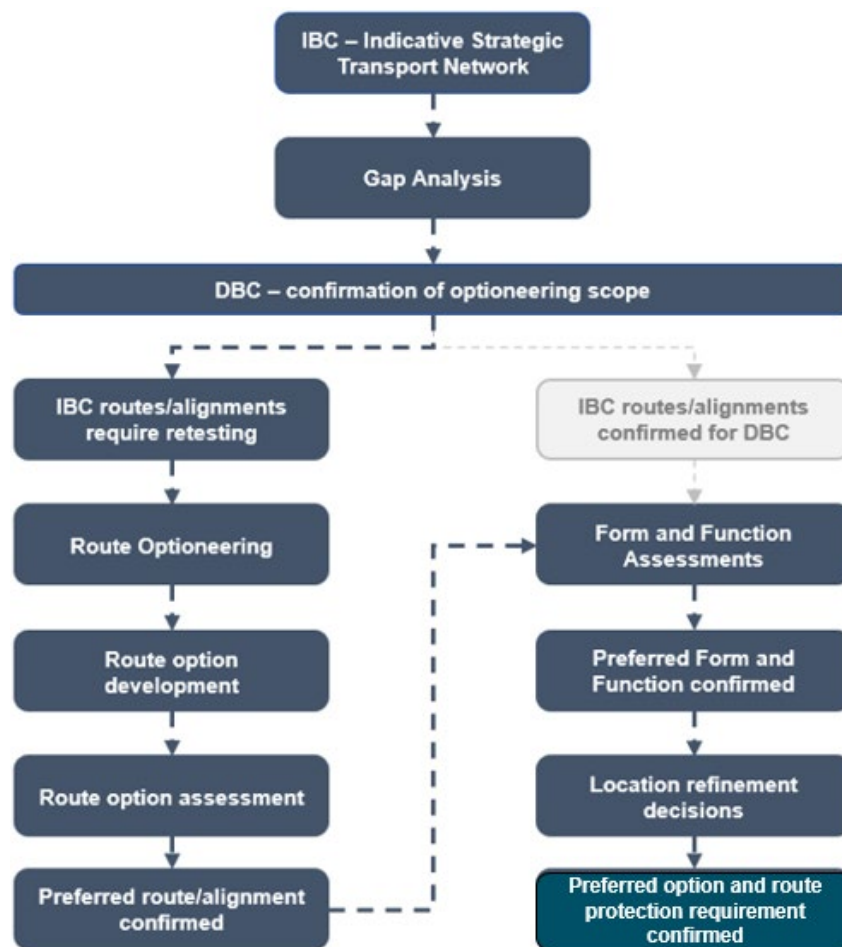 IBC – Indicative Strategic
Transport Network
Gap Analysis
DBC – confirmation of optioneering scope
IBC routes/alignments
require retesting
Route Optioneering
Route option
development
Route option assessment
Preferred route/alignment
confirmed
IBC routes/alignments
confirmed for DBC
Form and Function
Assessments
Preferred Form and
Function confirmed
Location refinement
decisions
Preferred option and route
protection requirement
confirmed